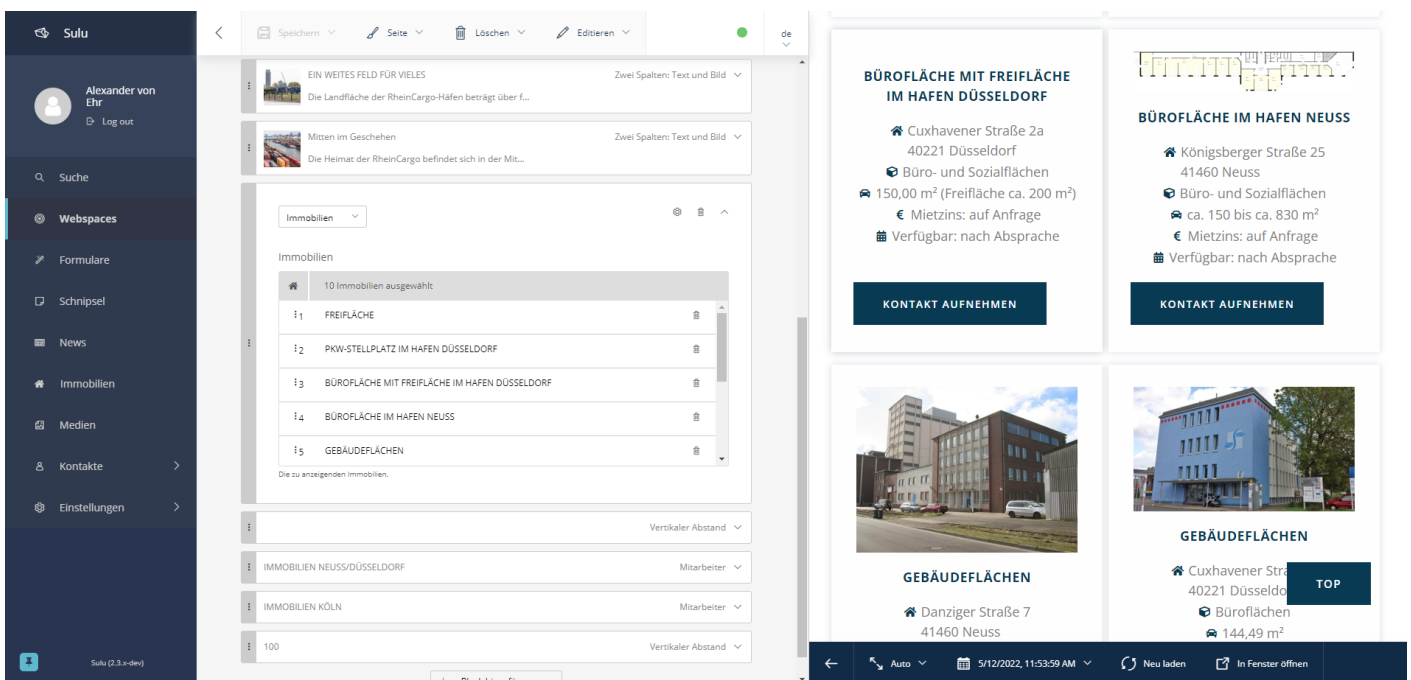 Sulu
Alexander von
Ehr
Log out
Suche
Webspaces
Formulare
Schnipsel
News
Immobilien
Medien
Kontakte
Einstellungen
Sulu (2.3.x-dev)
Speichern
Seite
Löschen
Editieren
de
EIN WEITES FELD FÜR VIELES
Zwei Spalten: Text und Bild
Die Landfläche der RheinCargo-Häfen beträgt über f...
Mitten im Geschehen
Zwei Spalten: Text und Bild
Die Heimat der RheinCargo befindet sich in der Mit...
Immobilien
Immobilien
10 Immobilien ausgewählt
1 FREIFLÄCHE
2 PKW-STELLPLATZ IM HAFEN DÜSSELDORF
3 BÜROFLÄCHE MIT FREIFLÄCHE IM HAFEN DÜSSELDORF
4 BÜROFLÄCHE IM HAFEN NEUSS
5 GEBÄUDEFLÄCHEN
Die zu anzeigenden Immobilien.
Vertikaler Abstand
IMMOBILIEN NEUSS/DÜSSELDORF
Mitarbeiter
IMMOBILIEN KÖLN
Mitarbeiter
100
Vertikaler Abstand
BÜROFLÄCHE MIT FREIFLÄCHE
IM HAFEN DÜSSELDORF
Cuxhavener Straße 2a
40221 Düsseldorf
Büro- und Sozialflächen
150,00 m² (Freifläche ca. 200 m²)
€ Mietzins: auf Anfrage
Verfügbar: nach Absprache
KONTAKT AUFNEHMEN
BÜROFLÄCHE IM HAFEN NEUSS
Königsberger Straße 25
41460 Neuss
Büro- und Sozialflächen
ca. 150 bis ca. 830 m²
€ Mietzins: auf Anfrage
Verfügbar: nach Absprache
KONTAKT AUFNEHMEN
GEBÄUDEFLÄCHEN
Danziger Straße 7
41460 Neuss
GEBÄUDEFLÄCHEN
Cuxhavener Stra
40221 Düsseldo
Büroflächen
144,49 m²
TOP
Auto
5/12/2022, 11:53:59 AM
Neu laden
In Fenster öffnen